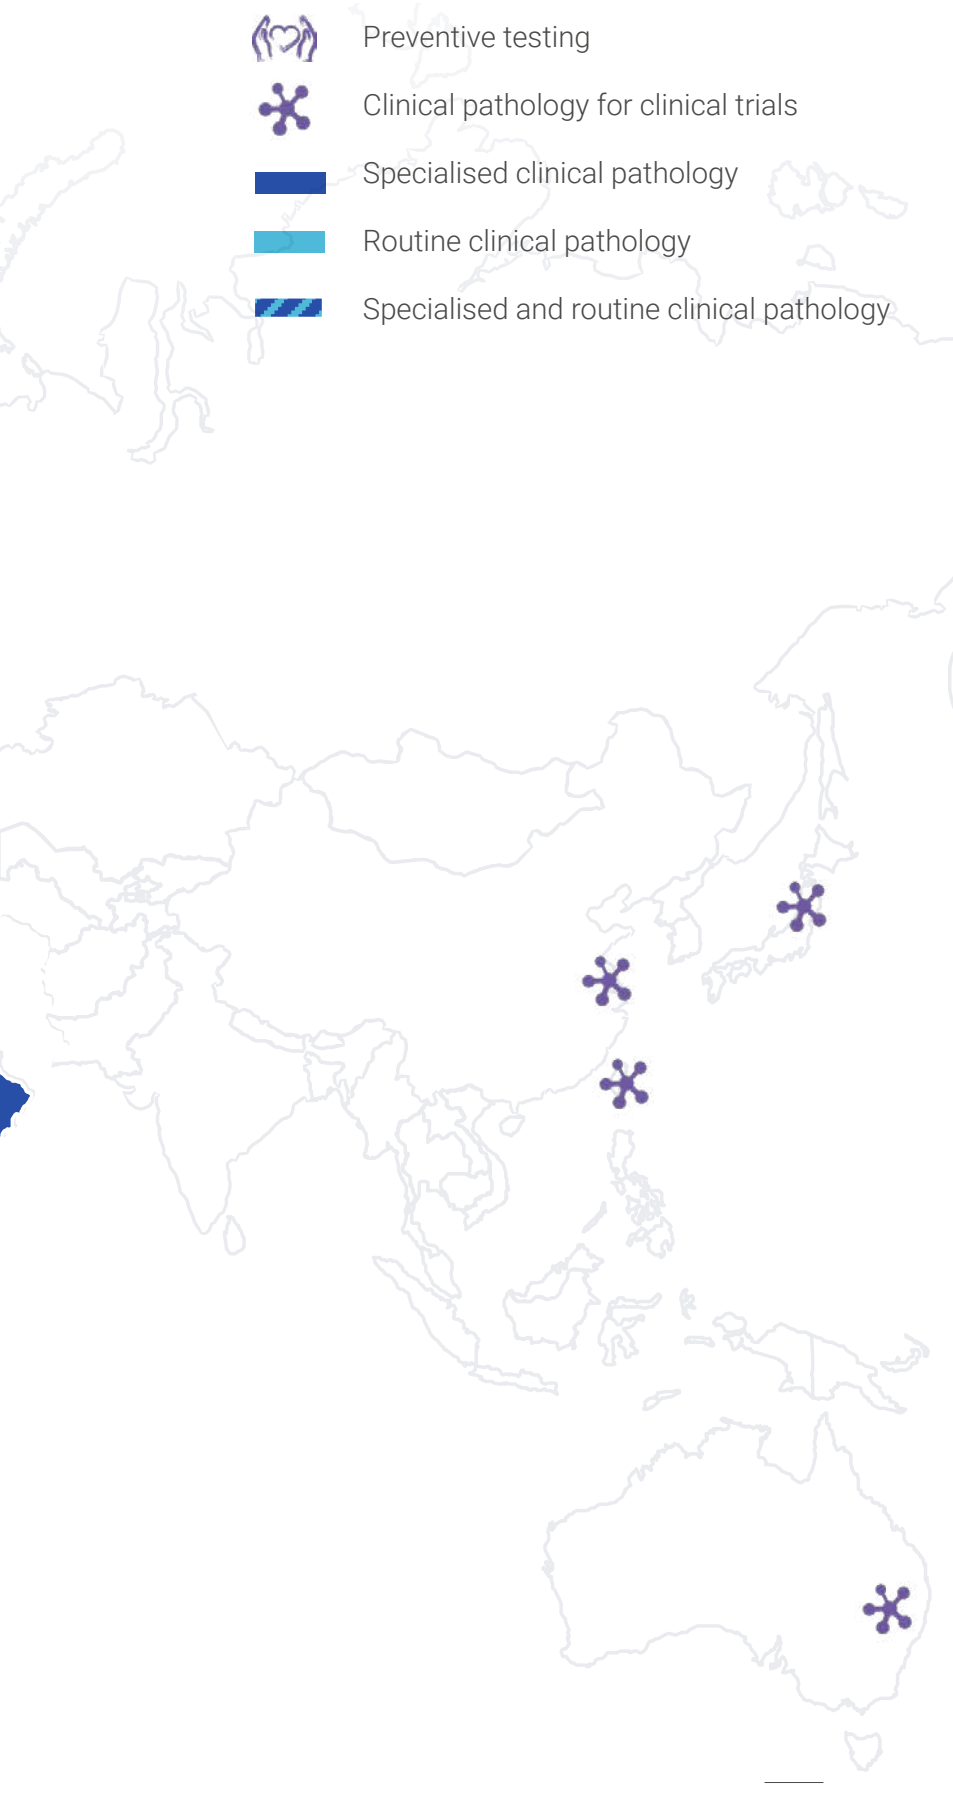 Preventive testing
Clinical pathology for clinical trials
Specialised clinical pathology
Routine clinical pathology
Specialised and routine clinical pathology